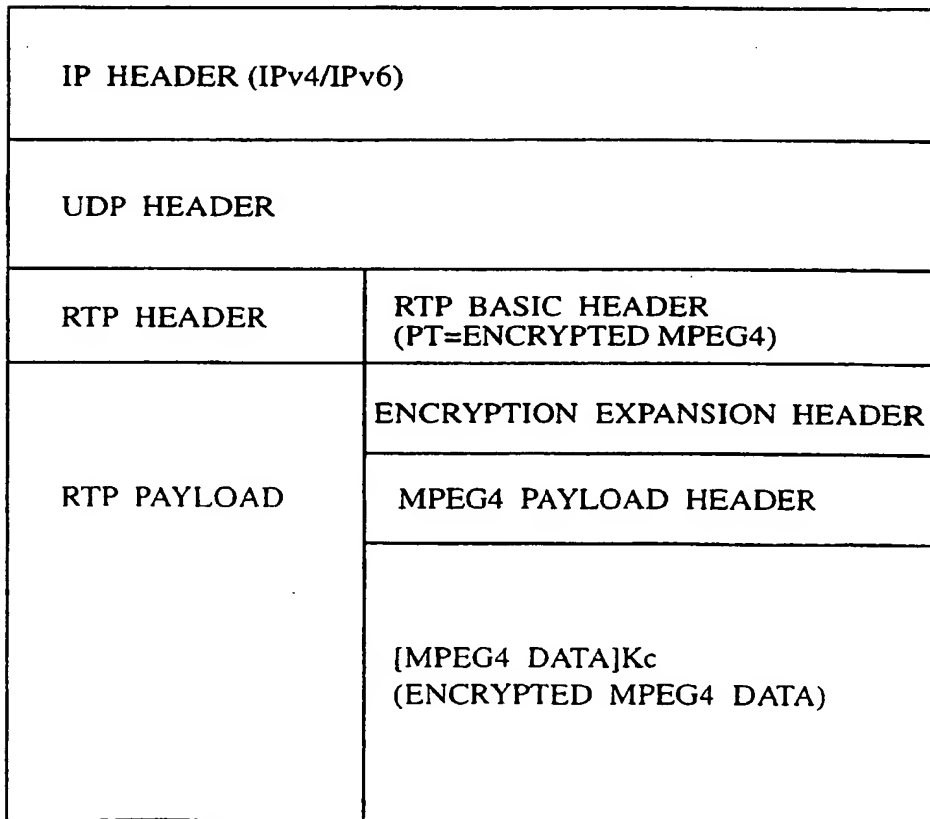 IP HEADER (IPv4/IPv6)
UDP HEADER
RTP HEADER
RTP BASIC HEADER
(PT=ENCRYPTED MPEG4)
ENCRYPTION EXPANSION HEADER
RTP PAYLOAD
MPEG4 PAYLOAD HEADER
[MPEG4 DATA]Kc
(ENCRYPTED MPEG4 DATA)